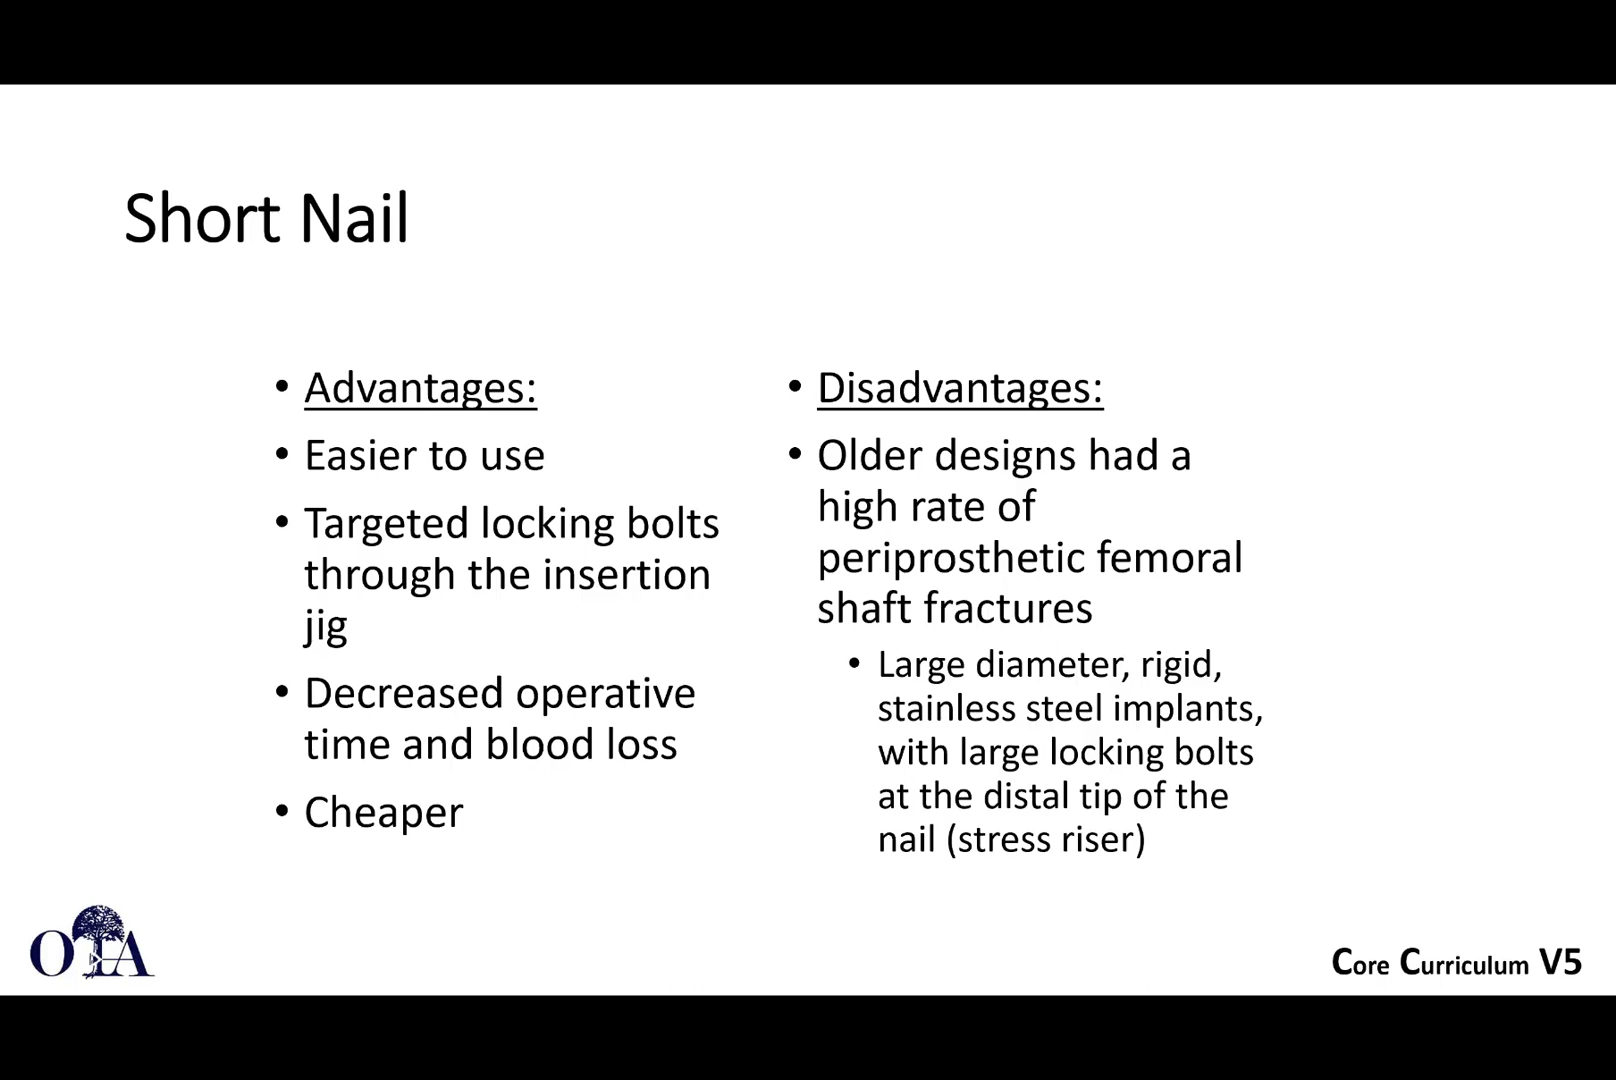 Short Nail
• Advantages:
• Easier to use
• Targeted locking bolts
through the insertion
jig
• Decreased operative
time and blood loss
• Cheaper
• Disadvantages:
• Older designs had a
high rate of
periprosthetic femoral
shaft fractures
• Large diameter, rigid,
stainless steel implants,
with large locking bolts
at the distal tip of the
nail (stress riser)
OTA
Core Curriculum V5